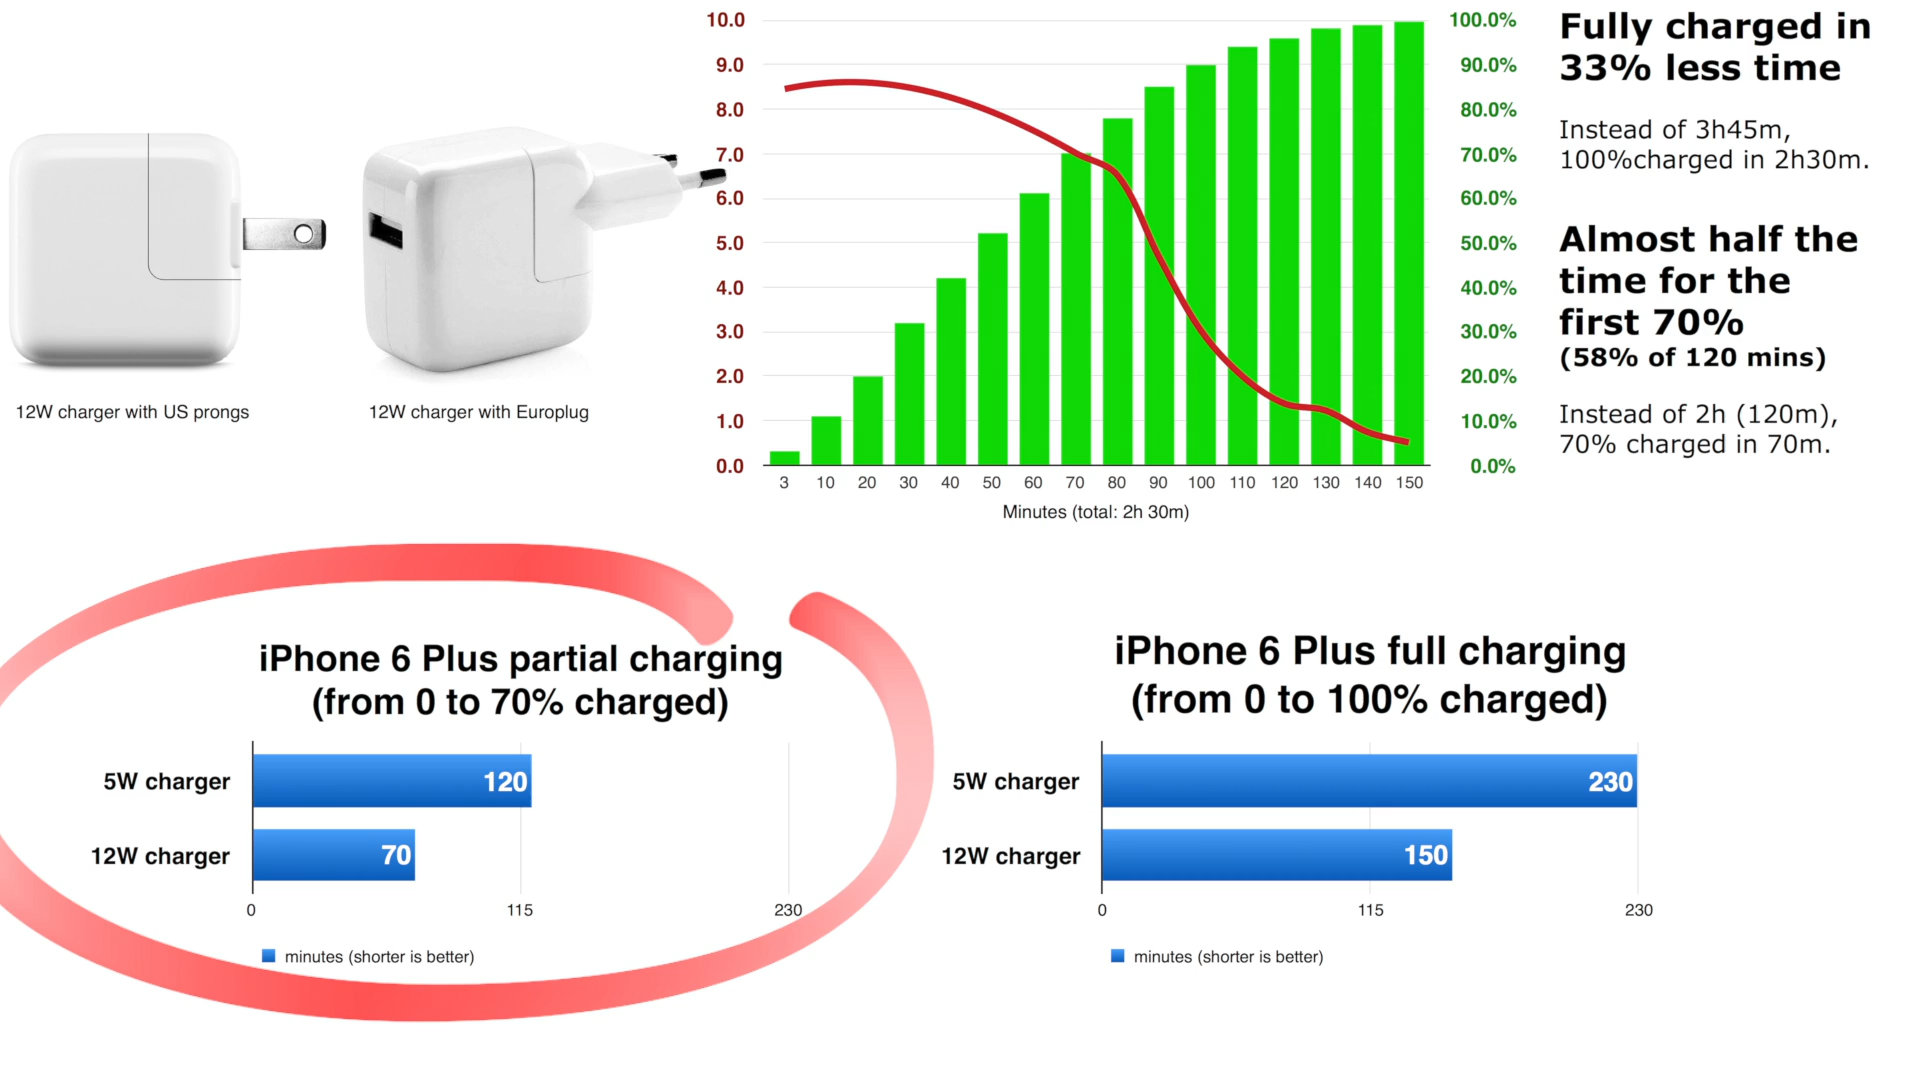 12W charger with US prongs
12W charger with Europlug
10.0
9.0
8.0
7.0
6.0
5.0
4.0
3.0
2.0
1.0
0.0
100.0%
90.0%
80.0%
70.0%
60.0%
50.0%
40.0%
30.0%
20.0%
10.0%
0.0%
3 10 20 30 40 50 60 70 80 90 100 110 120 130 140 150
Minutes (total: 2h 30m)
Fully charged in
33% less time
Instead of 3h45m,
100%charged in 2h30m.
Almost half the
time for the
first 70%
(58% of 120 mins)
Instead of 2h (120m),
70% charged in 70m.
iPhone 6 Plus partial charging
(from 0 to 70% charged)
5W charger 120
12W charger 70
0 115 230
minutes (shorter is better)
iPhone 6 Plus full charging
(from 0 to 100% charged)
5W charger 230
12W charger 150
0 115 230
minutes (shorter is better)